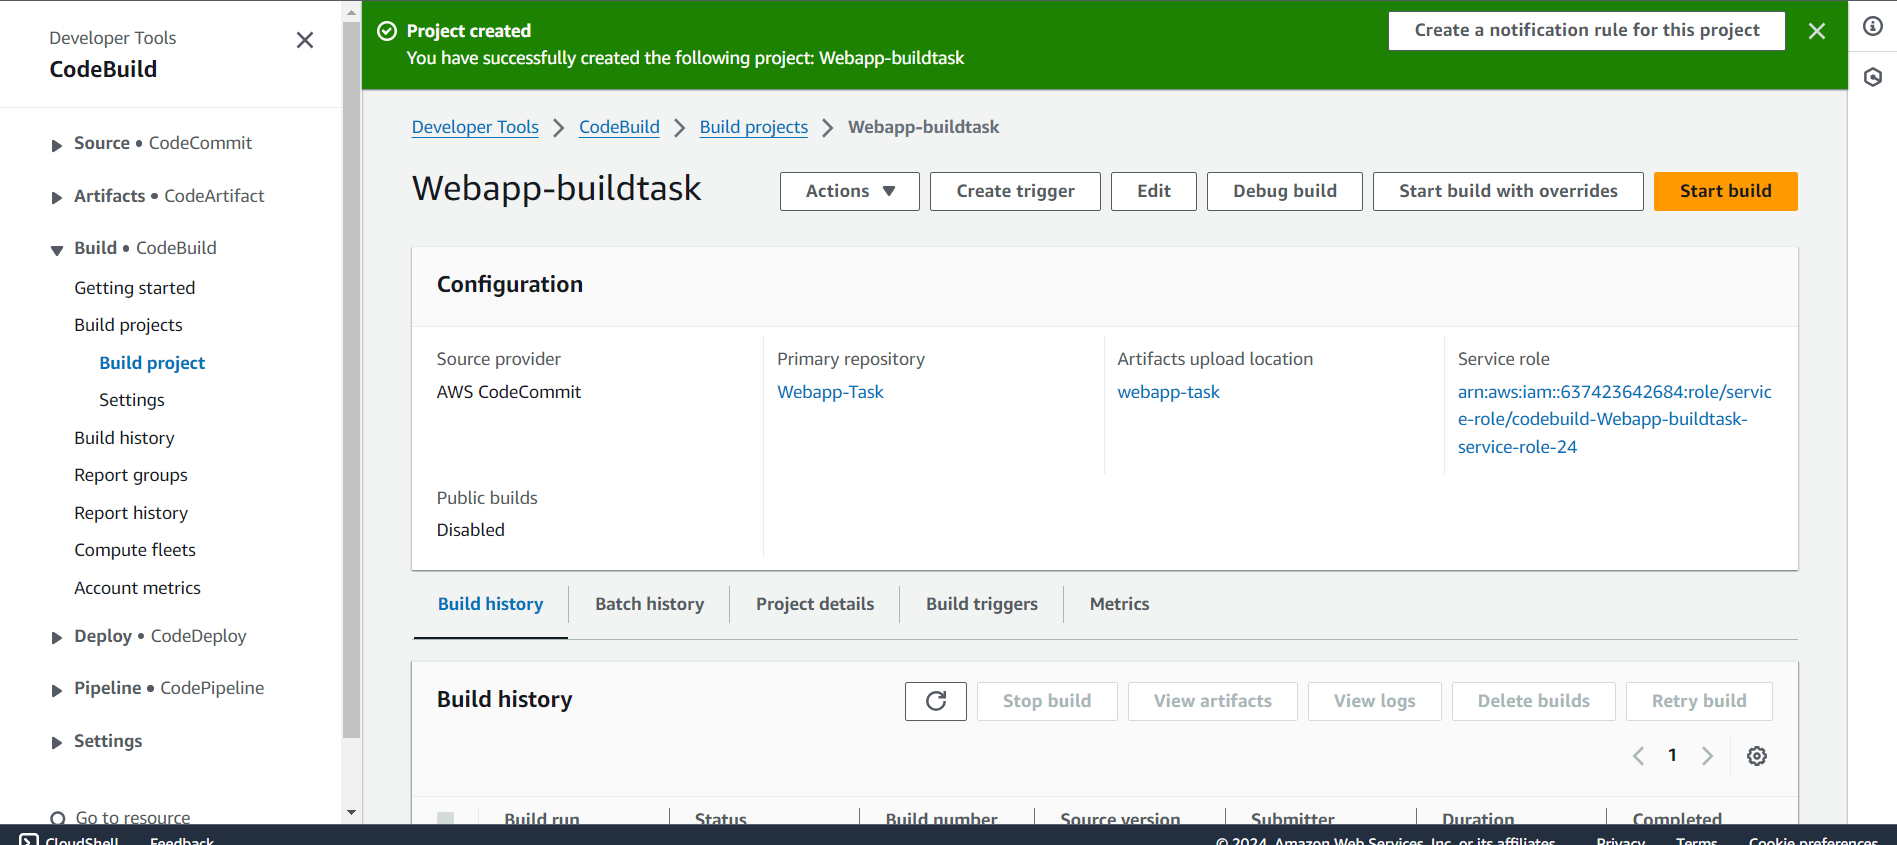 Developer Tools
CodeBuild
Source • CodeCommit
Artifacts • CodeArtifact
Build • CodeBuild
Getting started
Build projects
Build project
Settings
Build history
Report groups
Report history
Compute fleets
Account metrics
Deploy • CodeDeploy
Pipeline • CodePipeline
Settings
Go to resource
Project created
You have successfully created the following project: Webapp-buildtask
Create a notification rule for this project
Developer Tools > CodeBuild > Build projects > Webapp-buildtask
Webapp-buildtask
Actions
Create trigger
Edit
Debug build
Start build with overrides
Start build
Configuration
Source provider
AWS CodeCommit
Primary repository
Webapp-Task
Artifacts upload location
webapp-task
Service role
arn:aws:iam::637423642684:role/servic
e-role/codebuild-Webapp-buildtask-
service-role-24
Public builds
Disabled
Build history
Batch history
Project details
Build triggers
Metrics
Build history
Stop build
View artifacts
View logs
Delete builds
Retry build
1
Build run
Status
Build number
Source version
Submitter
Duration
Completed
CloudShell
Feedback
© 2024, Amazon Web Services, Inc. or its affiliates.
Privacy
Terms
Cookie preferences